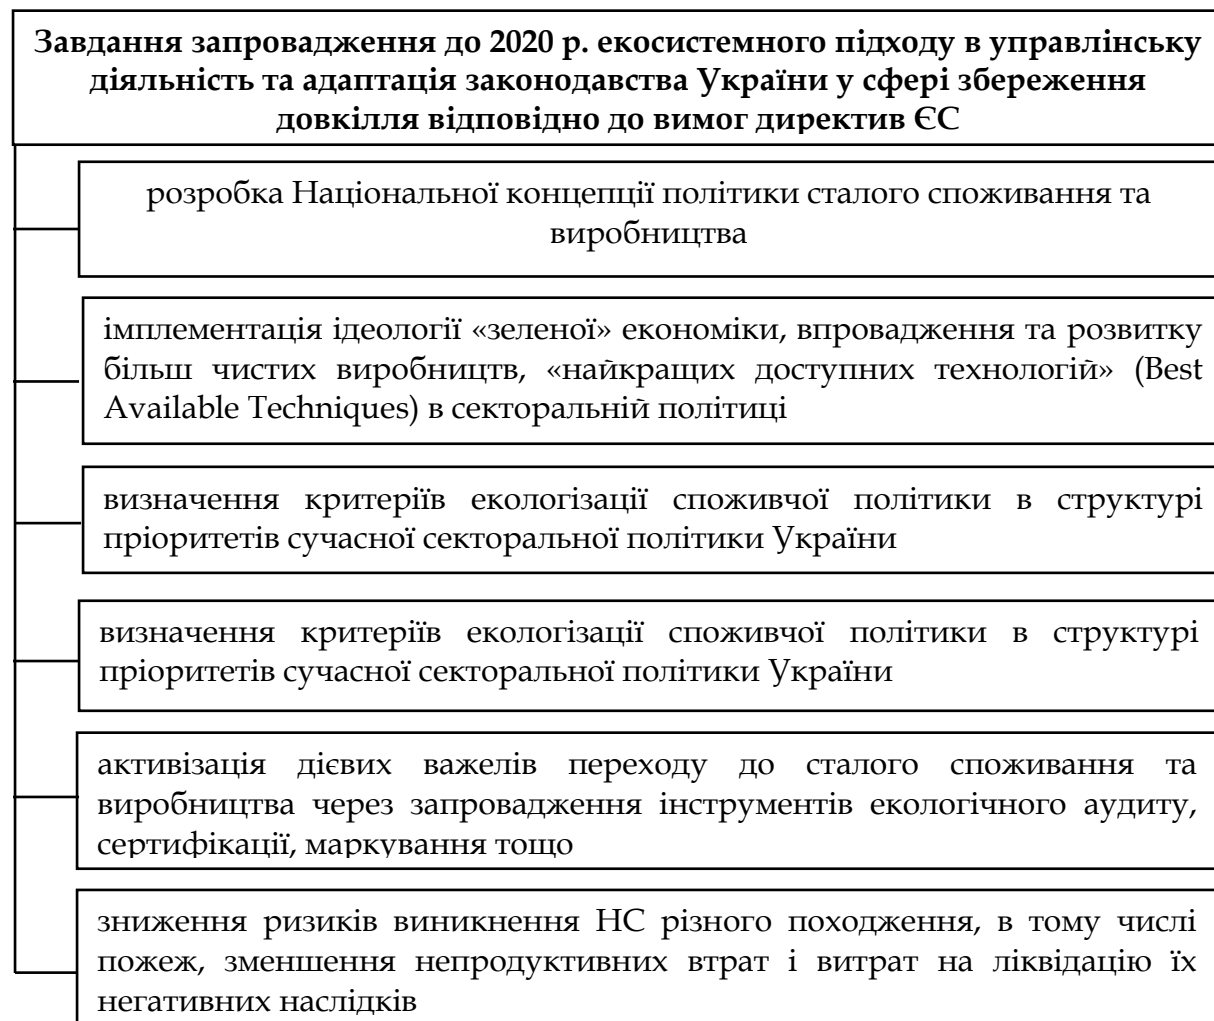 Завдання запровадження до 2020 р. екосистемного підходу в управлінську
діяльність та адаптація законодавства України у сфері збереження
довкілля відповідно до вимог директив ЄС
розробка Національної концепції політики сталого споживання та
виробництва
імплементація ідеології «зеленої» економіки, впровадження та розвитку
більш чистих виробництв, «найкращих доступних технологій» (Best
Available Techniques) в секторальній політиці
визначення критеріїв екологізації споживчої політики в структурі
пріоритетів сучасної секторальної політики України
визначення критеріїв екологізації споживчої політики в структурі
пріоритетів сучасної секторальної політики України
активізація дієвих важелів переходу до сталого споживання та
виробництва через запровадження інструментів екологічного аудиту,
сертифікації, маркування тощо
зниження ризиків виникнення НС різного походження, в тому числі
пожеж, зменшення непродуктивних втрат і витрат на ліквідацію їх
негативних наслідків